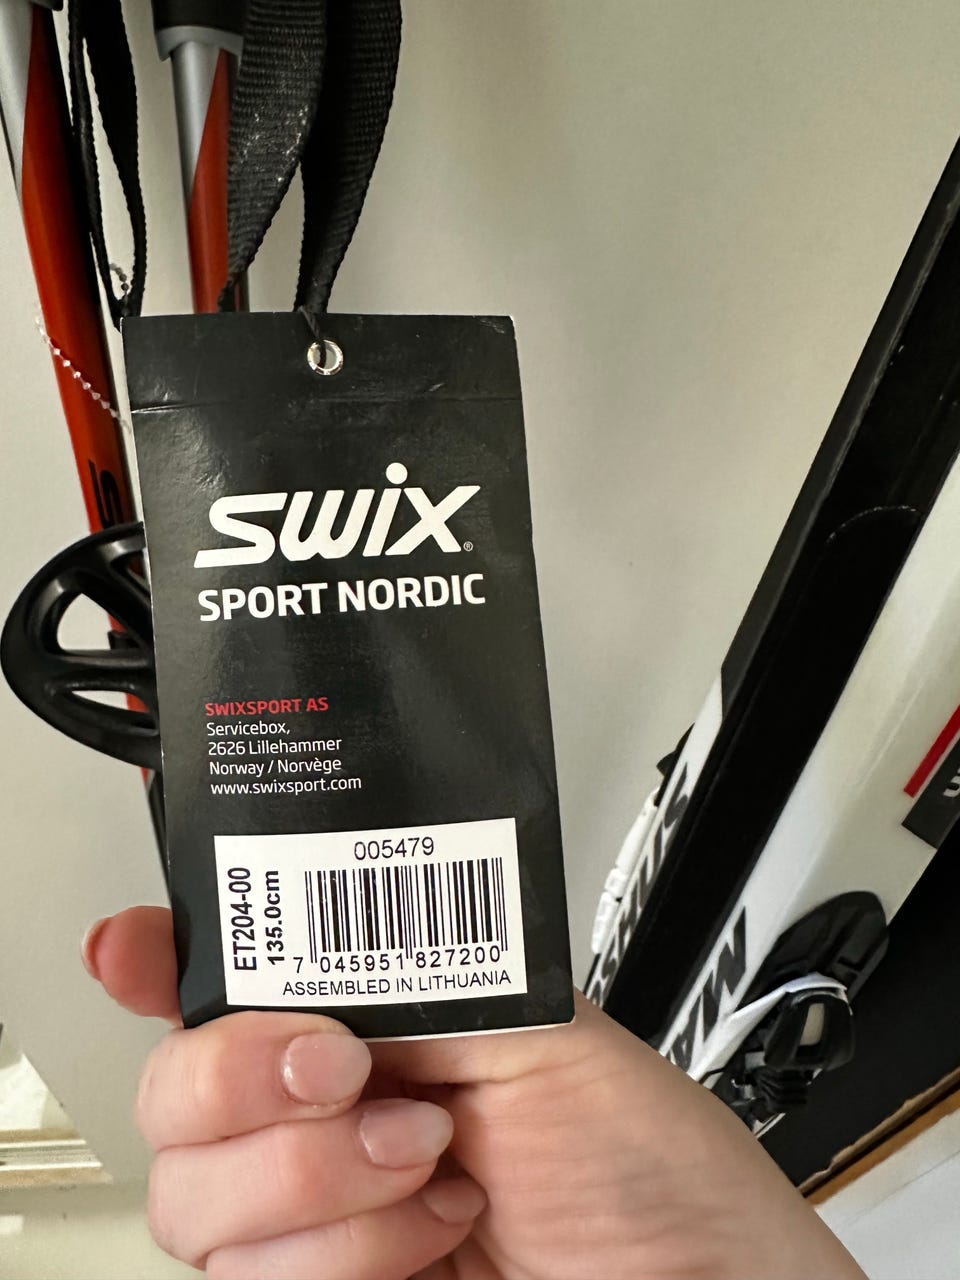 SWIX®
SPORT NORDIC
SWIXSPORT AS
Servicebox,
2626 Lillehammer
Norway / Norvège
www.swixsport.com
005479
ET204-00
135.0cm
7 045951 827200
ASSEMBLED IN LITHUANIA